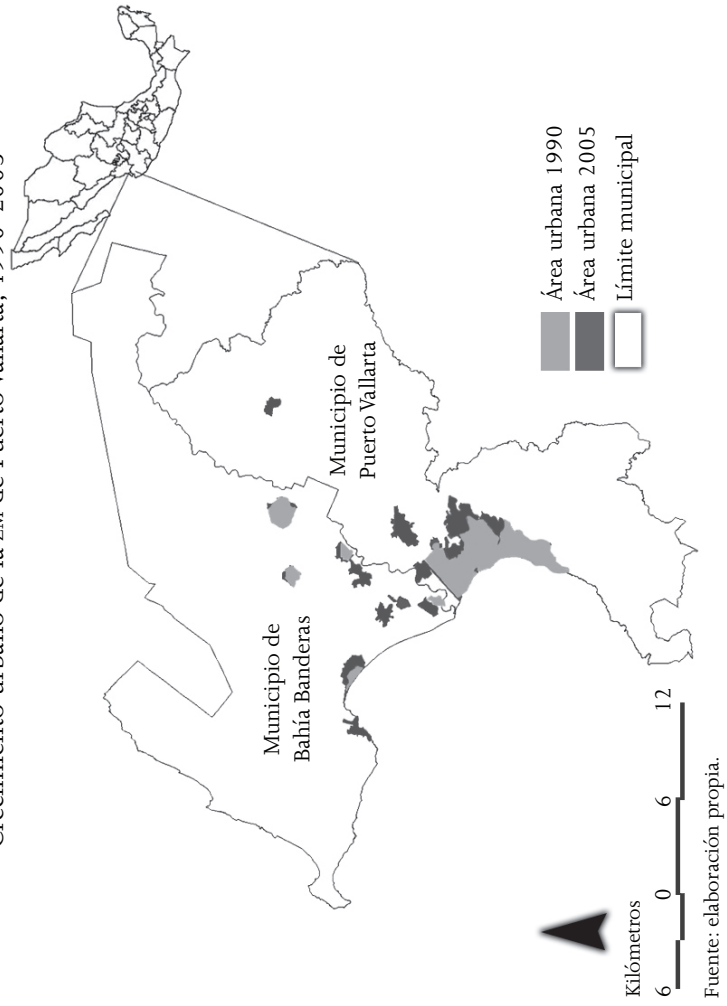 Crecimiento urbano de la ZM de Puerto Vallarta, 1990-2005
Municipio de
Bahía Banderas
Municipio de
Puerto Vallarta
Área urbana 1990
Área urbana 2005
Límite municipal
Kilómetros
6 0 6 12
Fuente: elaboración propia.